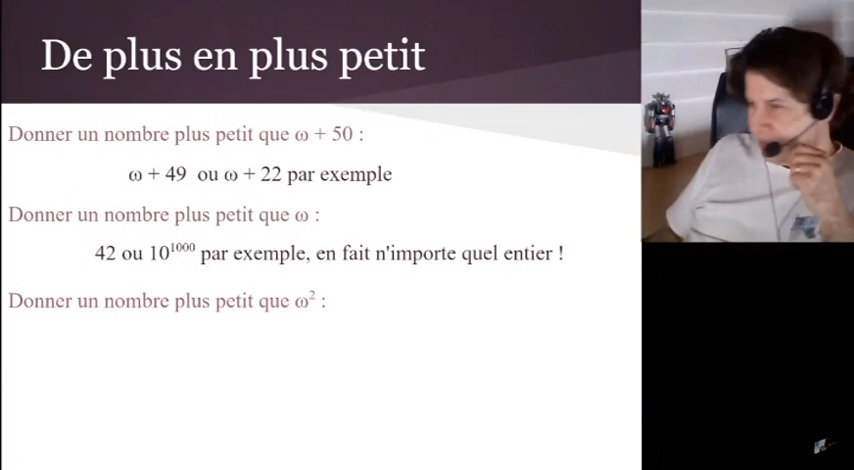 De plus en plus petit
Donner un nombre plus petit que ω + 50 :
ω + 49 ou ω + 22 par exemple
Donner un nombre plus petit que ω :
42 ou 10¹⁰⁰⁰ par exemple, en fait n'importe quel entier !
Donner un nombre plus petit que ω² :